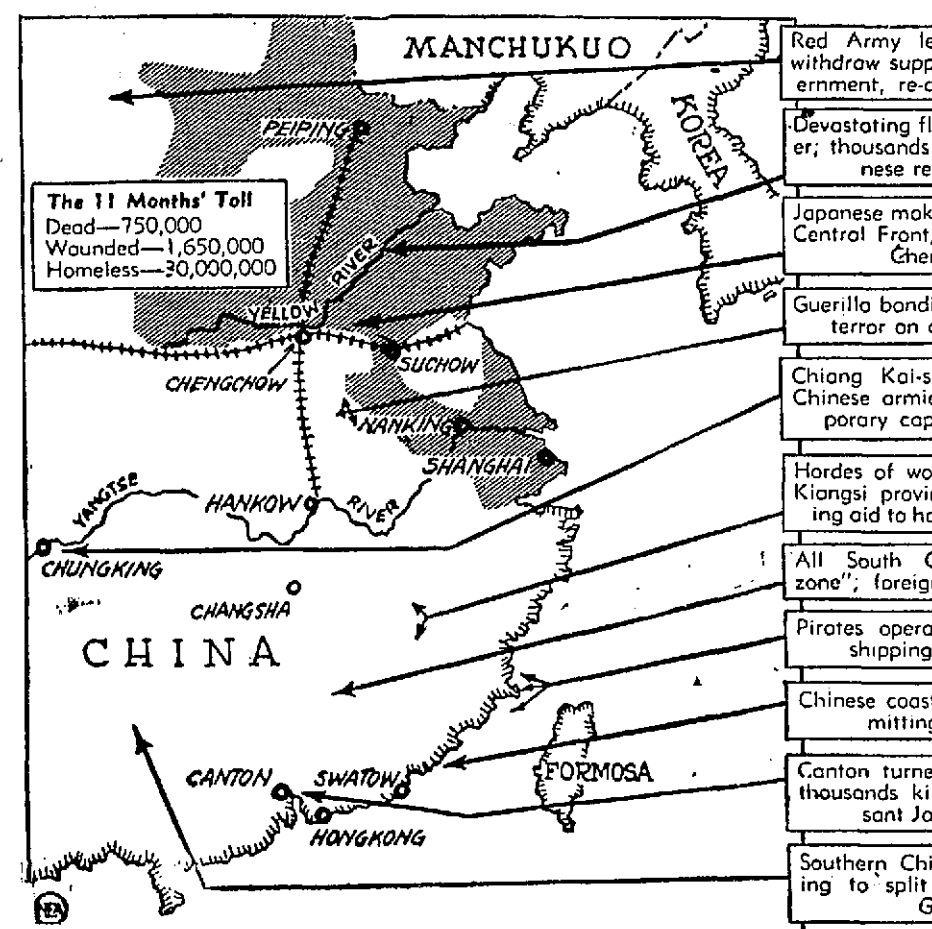 MANCHUKUO
KOREA
PEIPING
The 11 Months' Toll
Dead—750,000
Wounded—1,650,000
Homeless—30,000,000
YELLOW RIVER
CHENGCHOW
SUCHOW
NANKING
SHANGHAI
HANKOW
YANGTSE RIVER
CHUNGKING
CHANGSHA
CHINA
CANTON
SWATOW
FORMOSA
HONGKONG
NEA
Red Army le
withdraw supp
ernment, re-c
Devastating fl
er; thousands
nese re
Japanese mak
Central Front,
Chen
Guerilla bandi
terror on
Chiang Kai-s
Chinese armie
porary cap
Hordes of wo
Kiangsi provin
ing aid to ho
All South C
zone"; foreig
Pirates opera
shipping
Chinese coast
mitting
Canton turne
thousands ki
sant Ja
Southern Chi
ing to split
G